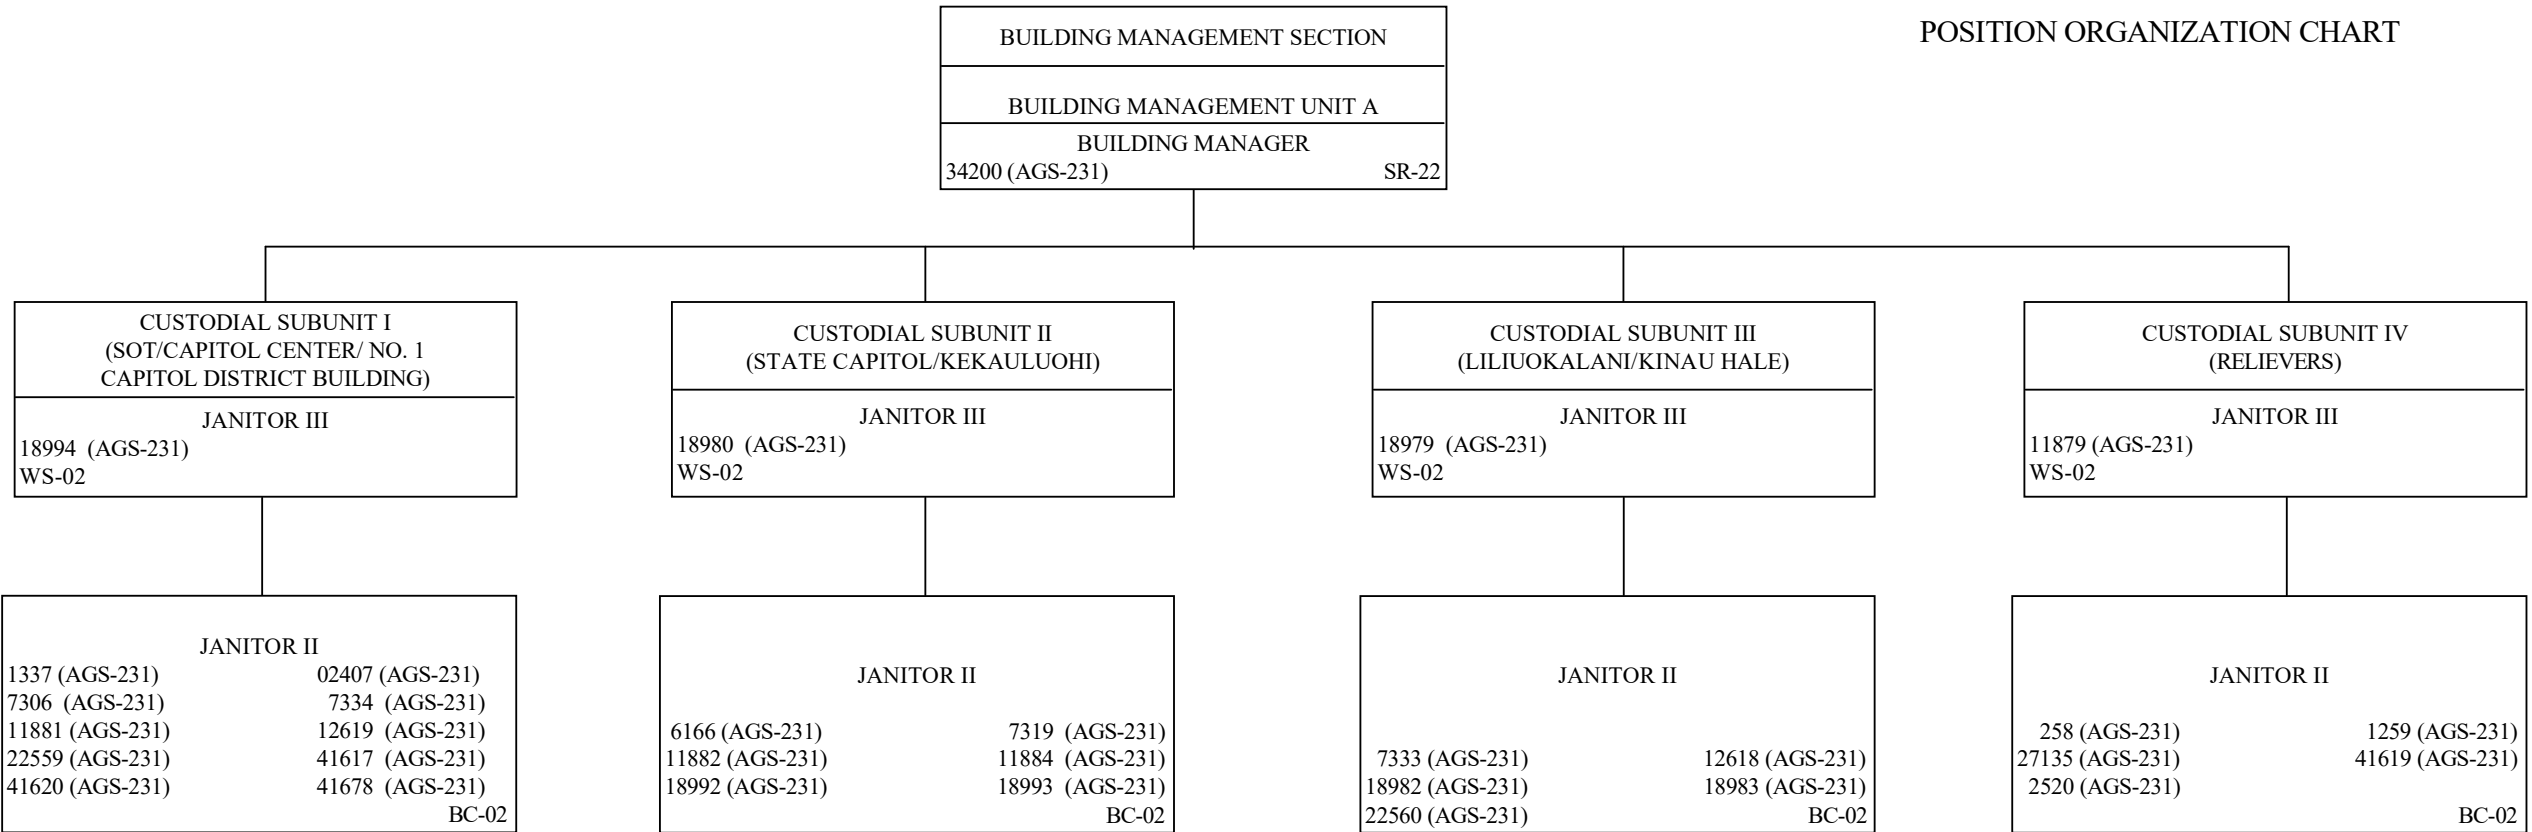 POSITION ORGANIZATION CHART
BUILDING MANAGEMENT SECTION
BUILDING MANAGEMENT UNIT A
BUILDING MANAGER
34200 (AGS-231) SR-22
CUSTODIAL SUBUNIT I
(SOT/CAPITOL CENTER/ NO. 1
CAPITOL DISTRICT BUILDING)
JANITOR III
18994 (AGS-231)
WS-02
CUSTODIAL SUBUNIT II
(STATE CAPITOL/KEKAULUOHI)
JANITOR III
18980 (AGS-231)
WS-02
CUSTODIAL SUBUNIT III
(LILIUOKALANI/KINAU HALE)
JANITOR III
18979 (AGS-231)
WS-02
CUSTODIAL SUBUNIT IV
(RELIEVERS)
JANITOR III
11879 (AGS-231)
WS-02
JANITOR II
1337 (AGS-231) 02407 (AGS-231)
7306 (AGS-231) 7334 (AGS-231)
11881 (AGS-231) 12619 (AGS-231)
22559 (AGS-231) 41617 (AGS-231)
41620 (AGS-231) 41678 (AGS-231)
BC-02
JANITOR II
6166 (AGS-231) 7319 (AGS-231)
11882 (AGS-231) 11884 (AGS-231)
18992 (AGS-231) 18993 (AGS-231)
BC-02
JANITOR II
7333 (AGS-231) 12618 (AGS-231)
18982 (AGS-231) 18983 (AGS-231)
22560 (AGS-231) BC-02
JANITOR II
258 (AGS-231) 1259 (AGS-231)
27135 (AGS-231) 41619 (AGS-231)
2520 (AGS-231)
BC-02